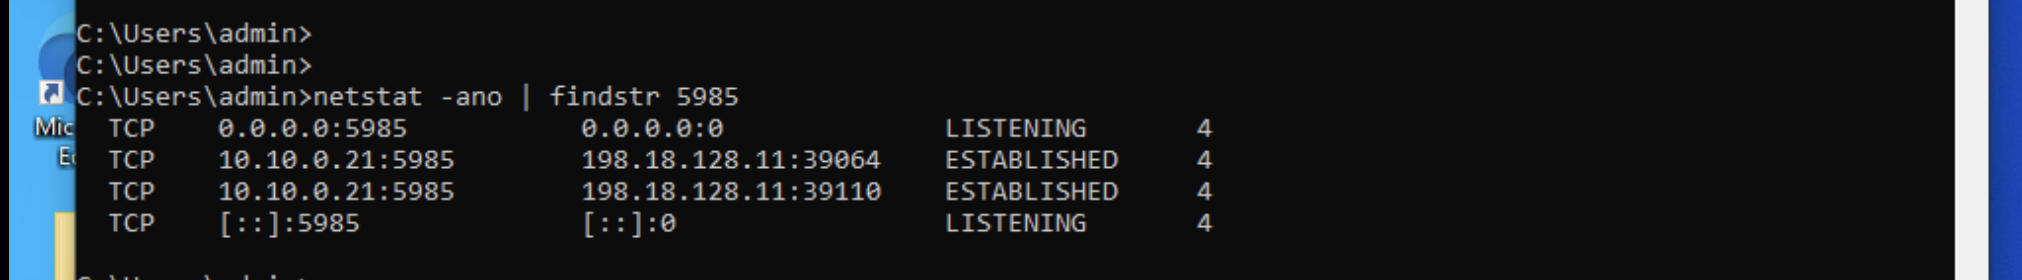 C:\Users\admin>
C:\Users\admin>
C:\Users\admin>netstat -ano | findstr 5985
TCP 0.0.0.0:5985 0.0.0.0:0 LISTENING 4
Mic
TCP 10.10.0.21:5985 198.18.128.11:39064 ESTABLISHED 4
TCP 10.10.0.21:5985 198.18.128.11:39110 ESTABLISHED 4
TCP [::]:5985 [::]:0 LISTENING 4